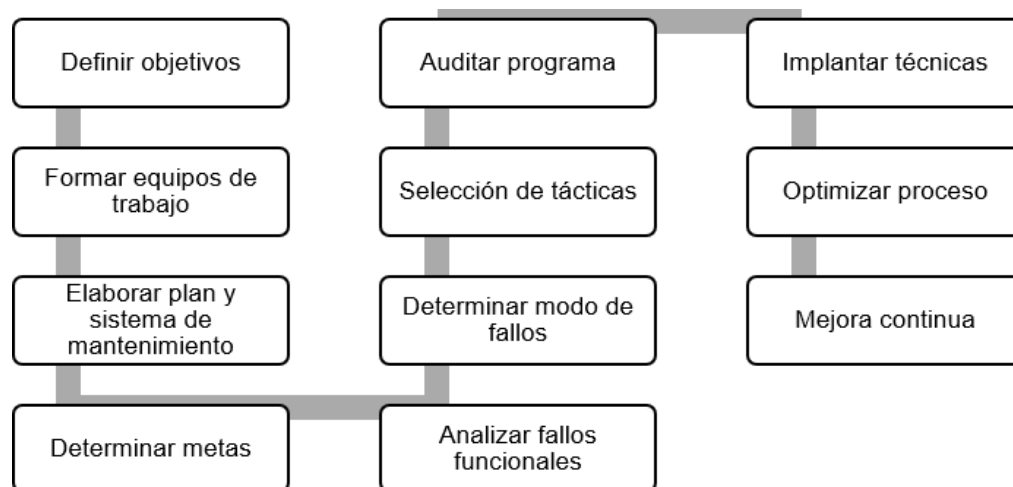 Definir objetivos
Formar equipos de
trabajo
Elaborar plan y
sistema de
mantenimiento
Determinar metas
Analizar fallos
funcionales
Determinar modo de
fallos
Selección de tácticas
Auditar programa
Implantar técnicas
Optimizar proceso
Mejora continua